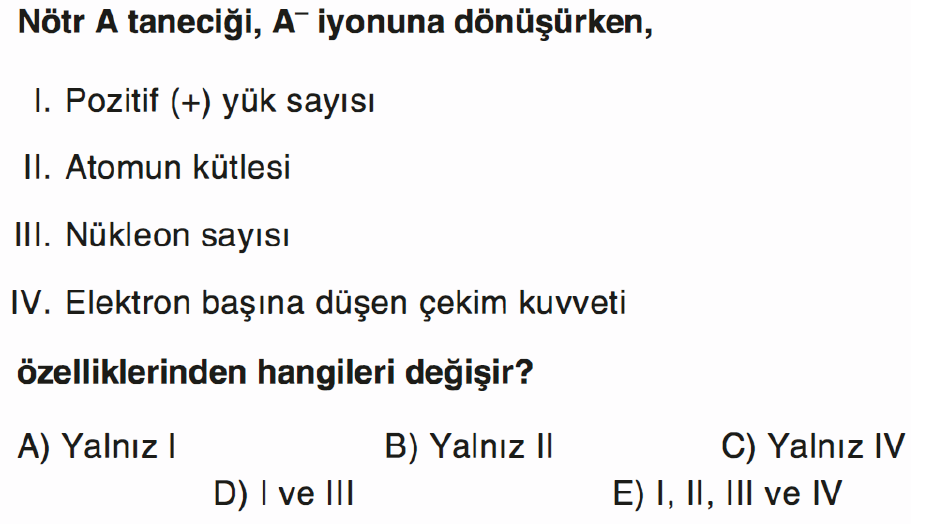 Nötr A taneciği, A⁻ iyonuna dönüşürken,
I. Pozitif (+) yük sayısı
II. Atomun kütlesi
III. Nükleon sayısı
IV. Elektron başına düşen çekim kuvveti
özelliklerinden hangileri değişir?
A) Yalnız I B) Yalnız II C) Yalnız IV
D) I ve III E) I, II, III ve IV